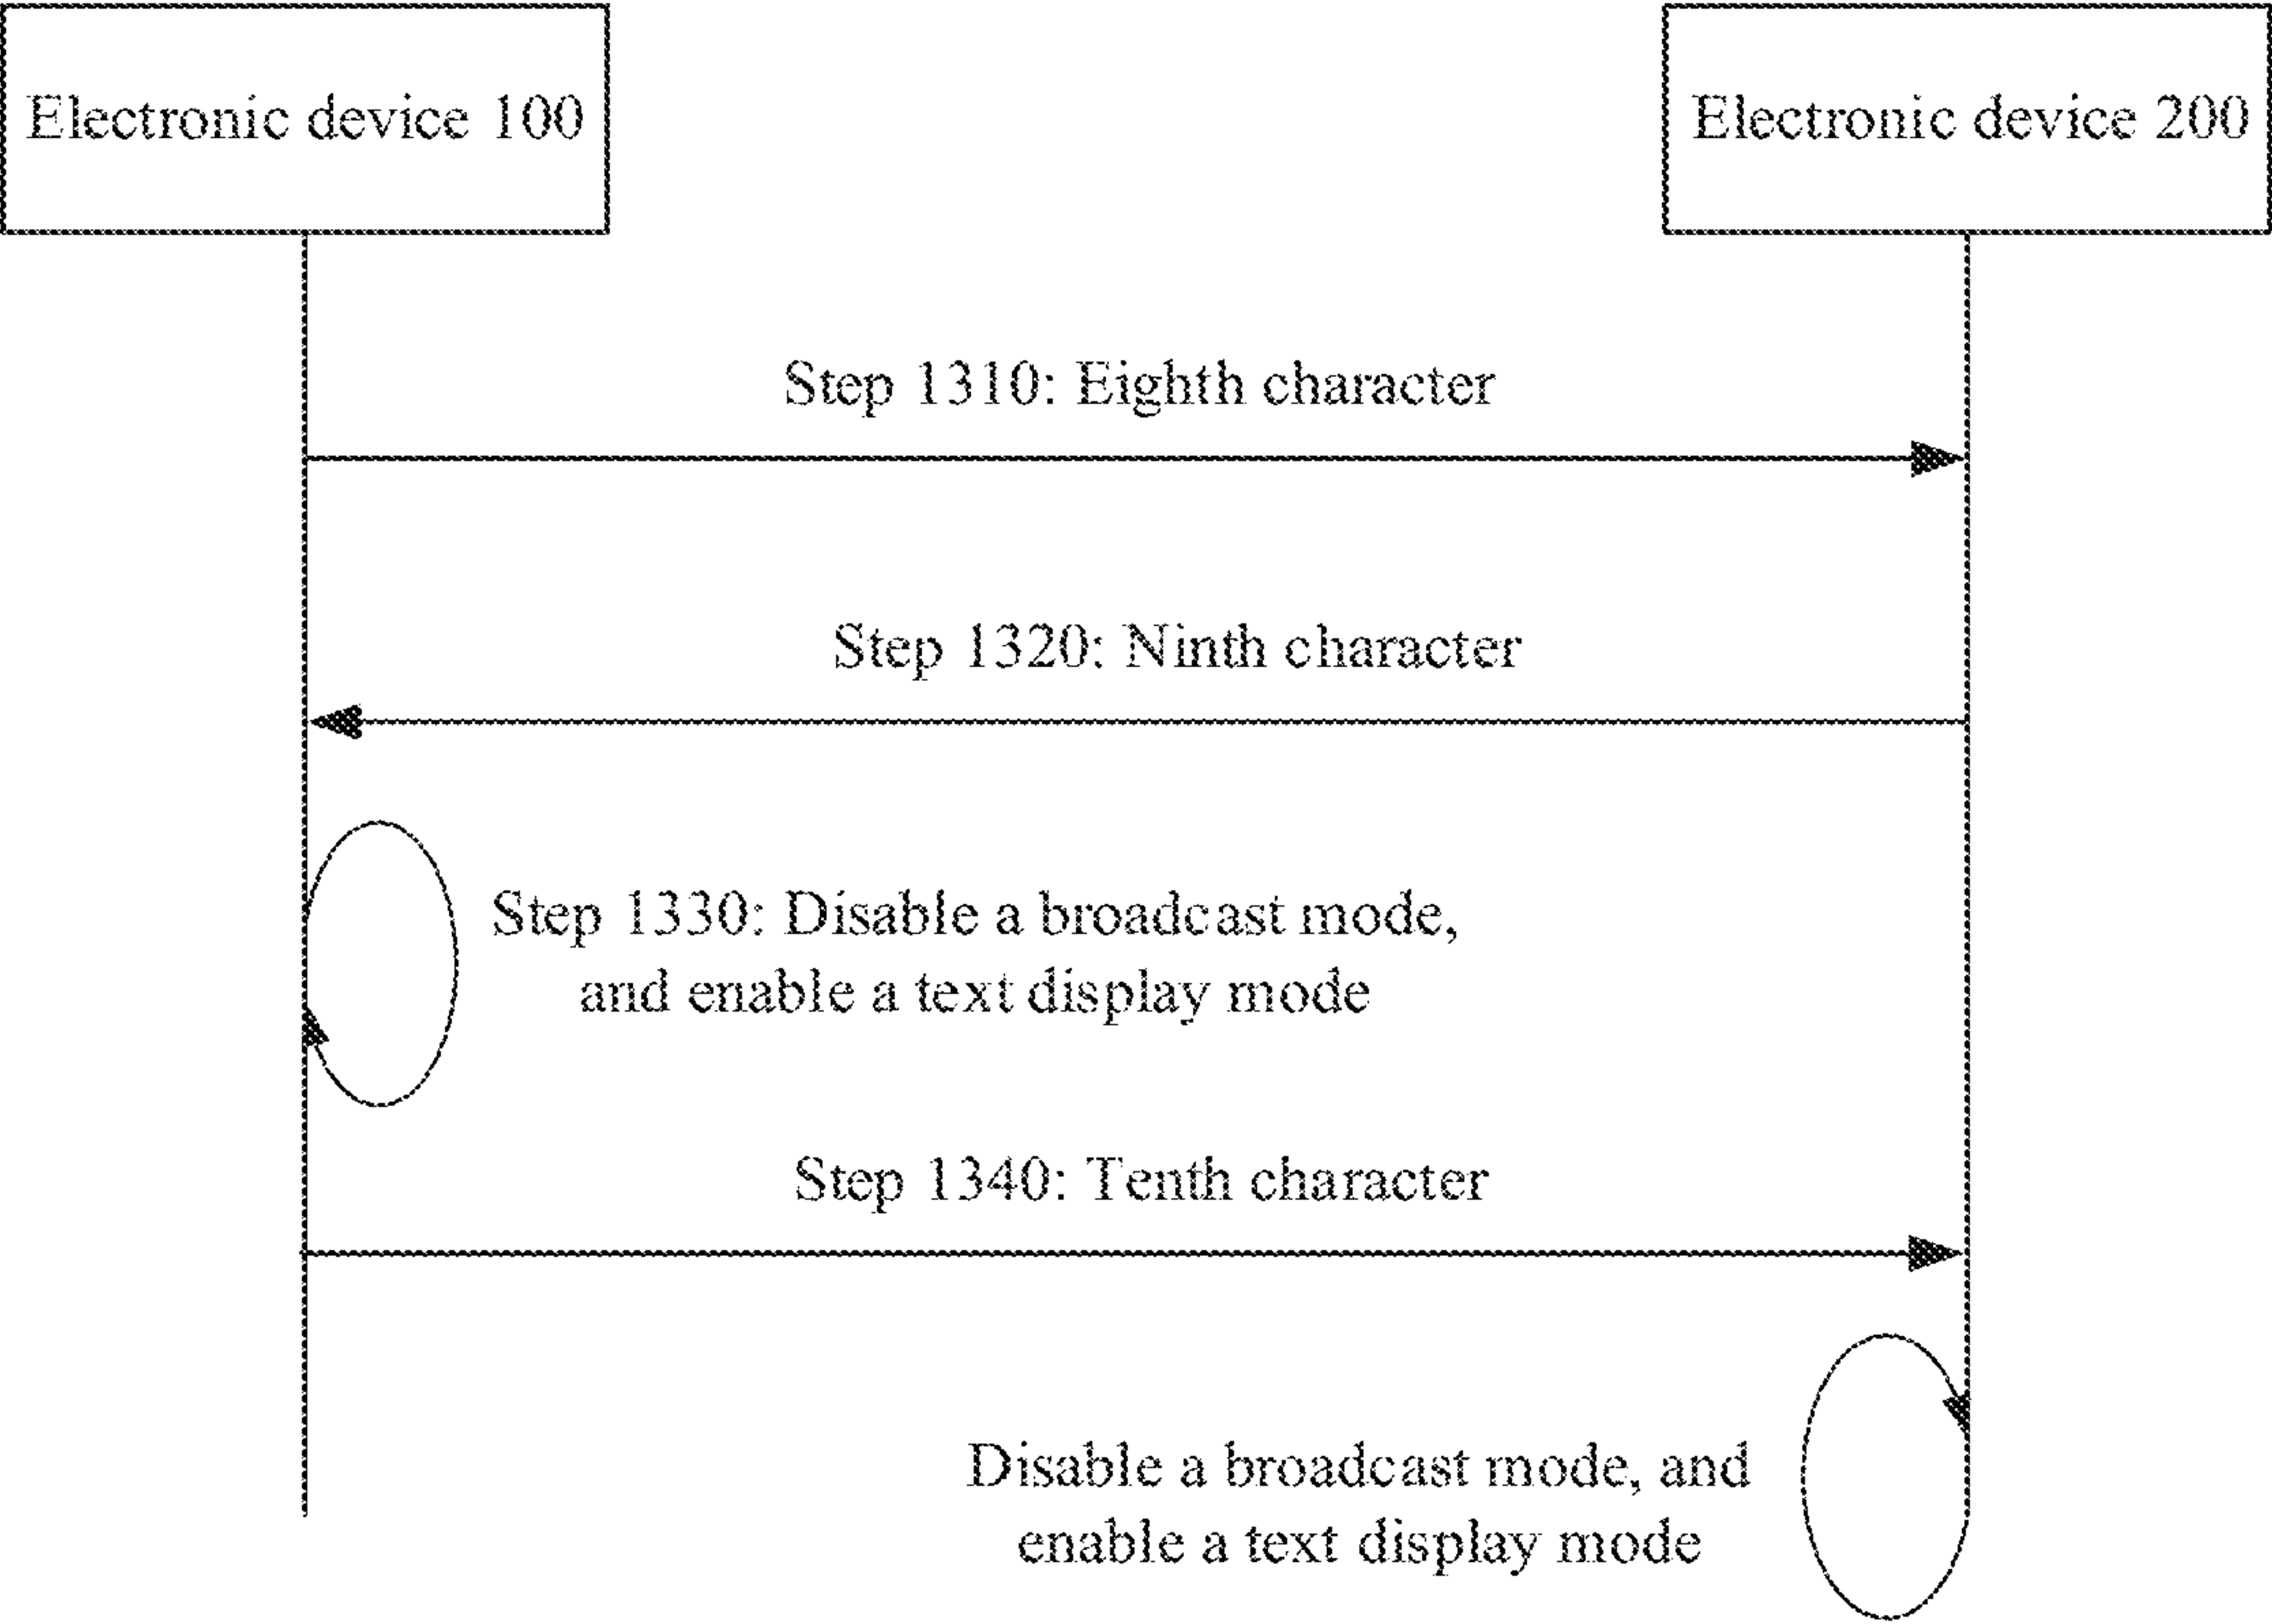 Electronic device 100
Electronic device 200
Step 1310: Eighth character
Step 1320: Ninth character
Step 1330: Disable a broadcast mode,
and enable a text display mode
Step 1340: Tenth character
Disable a broadcast mode, and
enable a text display mode